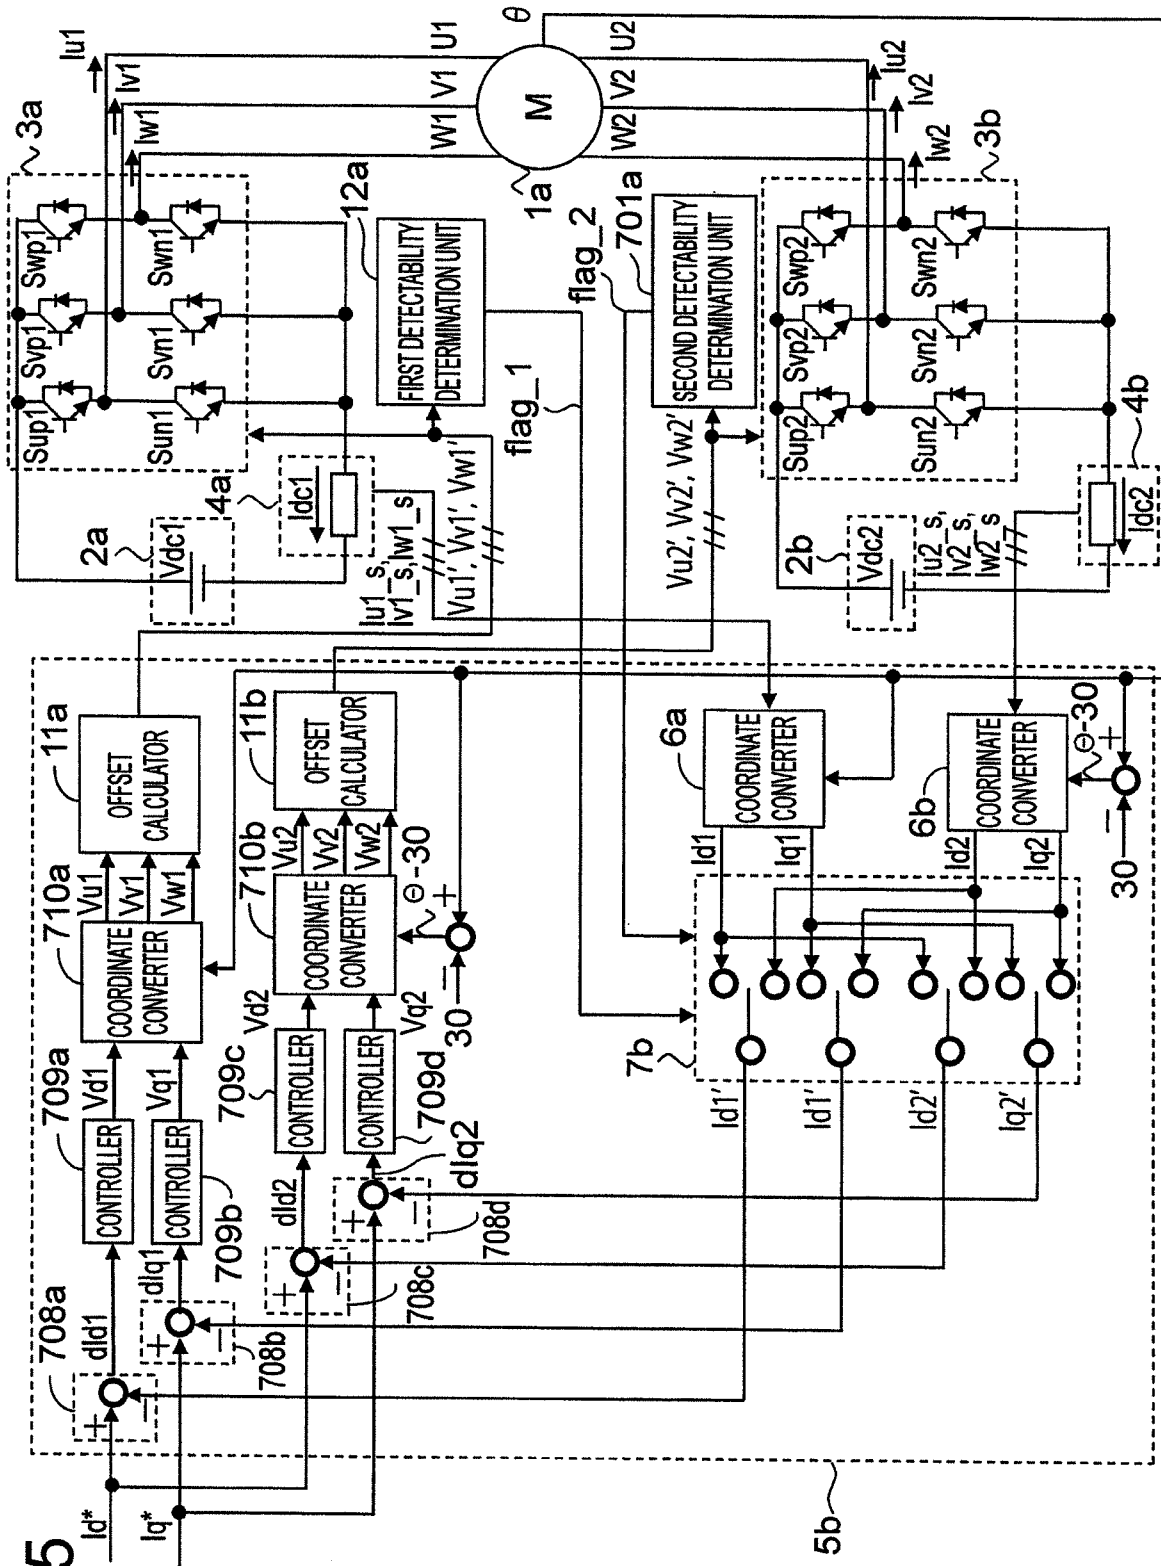 5
Id*
Iq*
5b
708a
dId1
708b
dIq1
708c
dId2
708d
dIq2
709a
CONTROLLER
709b
CONTROLLER
709c
CONTROLLER
709d
CONTROLLER
Vd1
Vq1
Vd2
Vq2
710a
COORDINATE
CONVERTER
710b
COORDINATE
CONVERTER
Vu1
Vv1
Vw1
Vu2
Vv2
Vw2
Θ-30
30
+
−
11a
OFFSET
CALCULATOR
11b
OFFSET
CALCULATOR
7b
Id1'
Id1'
Id2'
Iq2'
Id1
Iq1
Id2
Iq2
6a
COORDINATE
CONVERTER
6b
COORDINATE
CONVERTER
Θ-30
30
+
−
2a
Vdc1
4a
Idc1
Iu1_s,
Iv1_s,Iw1_s
Vu1', Vv1', Vw1'
3a
Sup1
Svp1
Swp1
Sun1
Svn1
Swn1
Iu1
Iv1
Iw1
12a
FIRST DETECTABILITY
DETERMINATION UNIT
flag_1
flag_2
701a
SECOND DETECTABILITY
DETERMINATION UNIT
Vu2', Vv2', Vw2'
U1
V1
W1
M
1a
θ
U2
V2
W2
Iu2
Iv2
Iw2
3b
Sup2
Svp2
Swp2
Sun2
Svn2
Swn2
2b
Vdc2
4b
Idc2
Iu2_s,
Iv2_s,
Iw2_s
+
−
+
−
+
−
+
−